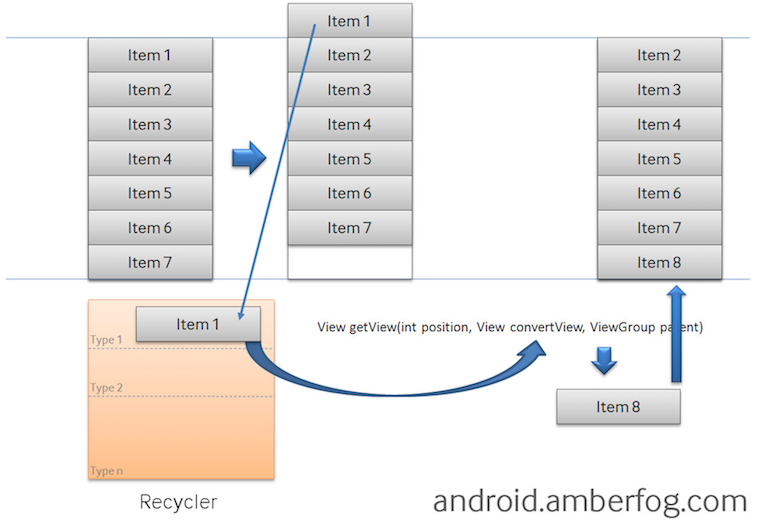 Item 1
Item 2
Item 3
Item 4
Item 5
Item 6
Item 7
Item 1
Item 2
Item 3
Item 4
Item 5
Item 6
Item 7
Item 2
Item 3
Item 4
Item 5
Item 6
Item 7
Item 8
Item 1
Type 1
Type 2
Type n
Recycler
View getView(int position, View convertView, ViewGroup parent)
Item 8
android.amberfog.com